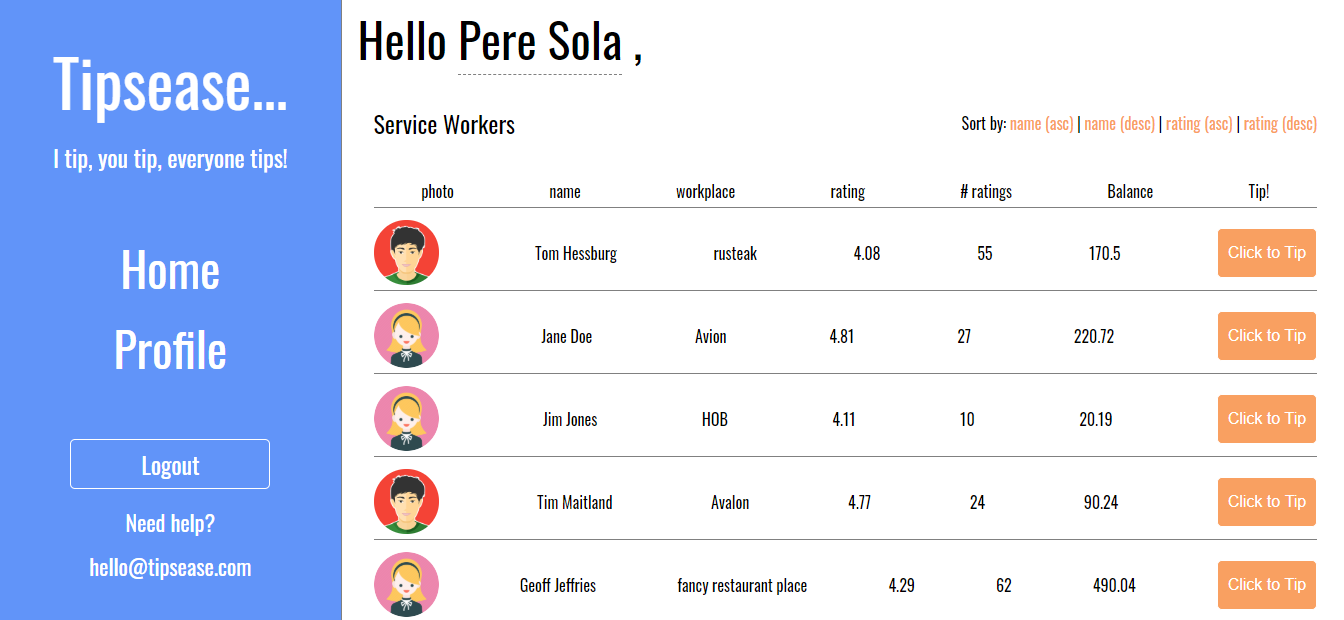 Tipsease...
I tip, you tip, everyone tips!
Home
Profile
Logout
Need help?
hello@tipsease.com
Hello Pere Sola ,
Service Workers
Sort by: name (asc) | name (desc) | rating (asc) | rating (desc)
photo name workplace rating # ratings Balance Tip!
Tom Hessburg rusteak 4.08 55 170.5 Click to Tip
Jane Doe Avion 4.81 27 220.72 Click to Tip
Jim Jones HOB 4.11 10 20.19 Click to Tip
Tim Maitland Avalon 4.77 24 90.24 Click to Tip
Geoff Jeffries fancy restaurant place 4.29 62 490.04 Click to Tip